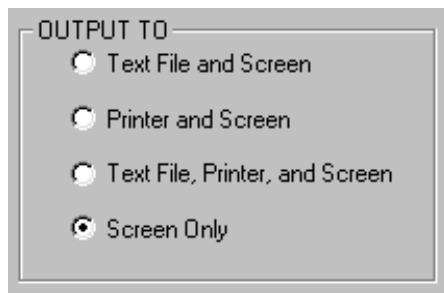 OUTPUT TO
Text File and Screen
Printer and Screen
Text File, Printer, and Screen
Screen Only